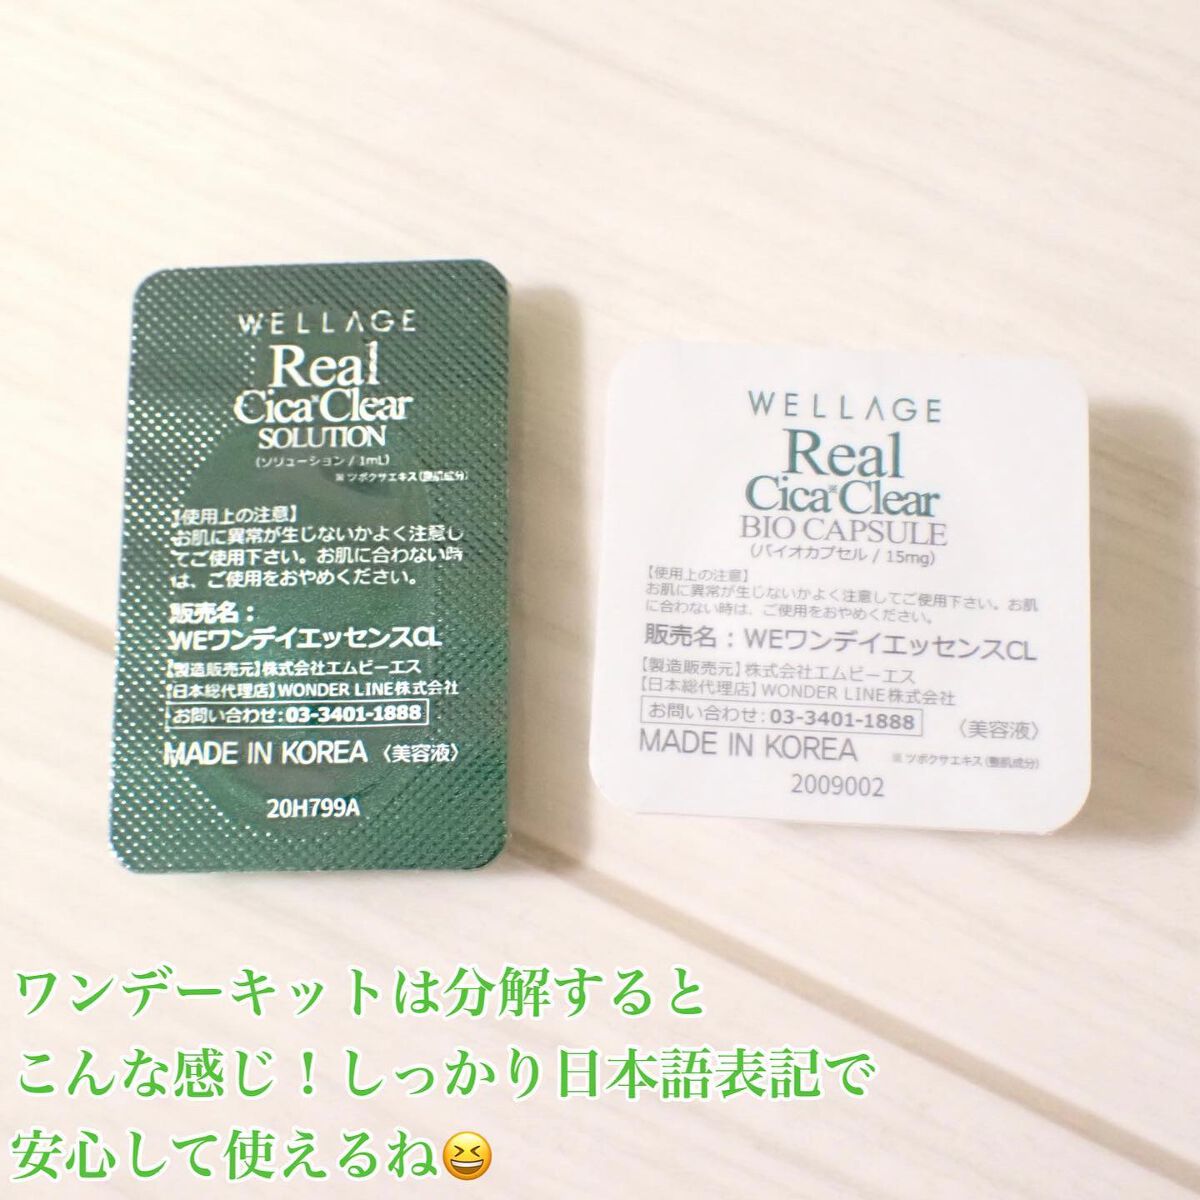 WELLAGE
Real
Cica※Clear
SOLUTION
(ソリューション / 1mL)
※ ツボクサエキス (整肌成分)
【使用上の注意】
お肌に異常が生じないかよく注意し
てご使用下さい。お肌に合わない時
は、ご使用をおやめください。
販売名：
WEワンデイエッセンスCL
【製造販売元】株式会社エムビーエス
【日本総代理店】WONDER LINE株式会社
お問い合わせ：03-3401-1888
MADE IN KOREA 〈美容液〉
20H799A
WELLAGE
Real
Cica※Clear
BIO CAPSULE
(バイオカプセル / 15mg)
【使用上の注意】
お肌に異常が生じないかよく注意してご使用下さい。お肌
に合わない時は、ご使用をおやめください。
販売名：WEワンデイエッセンスCL
【製造販売元】株式会社エムビーエス
【日本総代理店】WONDER LINE株式会社
お問い合わせ：03-3401-1888 〈美容液〉
MADE IN KOREA ※ツボクサエキス(整肌成分)
2009002
ワンデーキットは分解すると
こんな感じ！しっかり日本語表記で
安心して使えるね😆